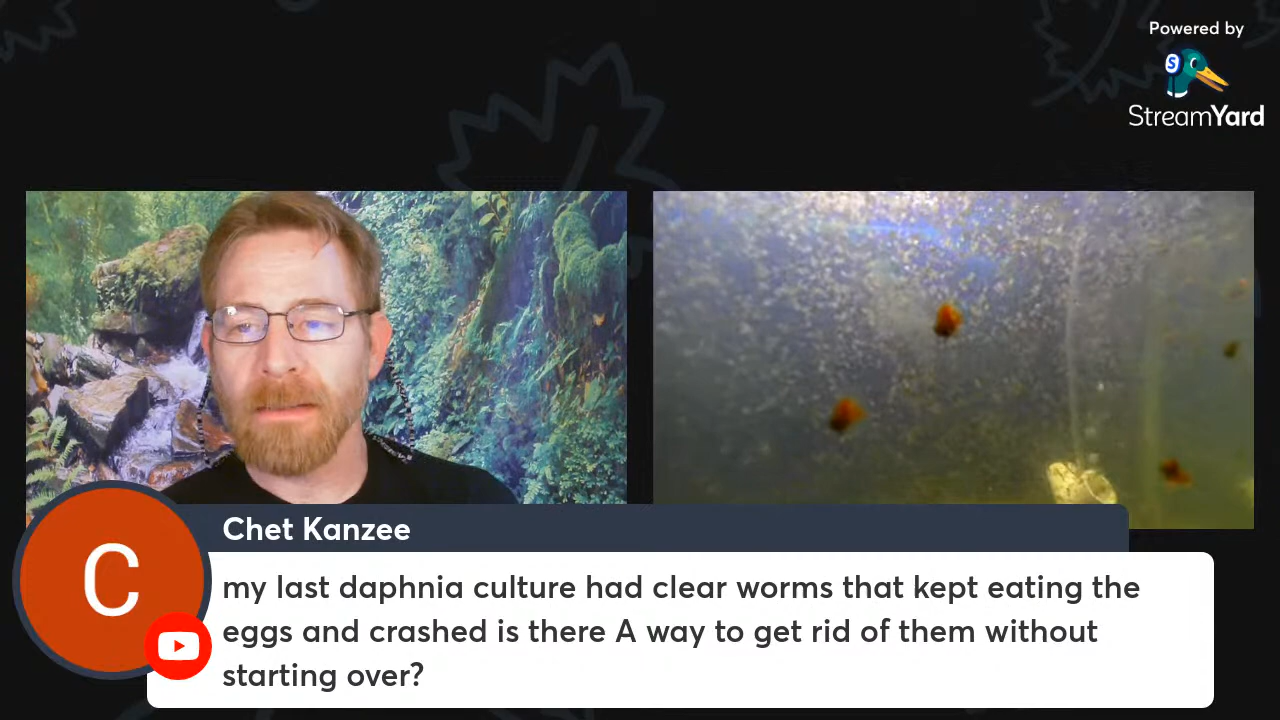 Powered by
S
StreamYard
Chet Kanzee
C
my last daphnia culture had clear worms that kept eating the
eggs and crashed is there A way to get rid of them without
starting over?